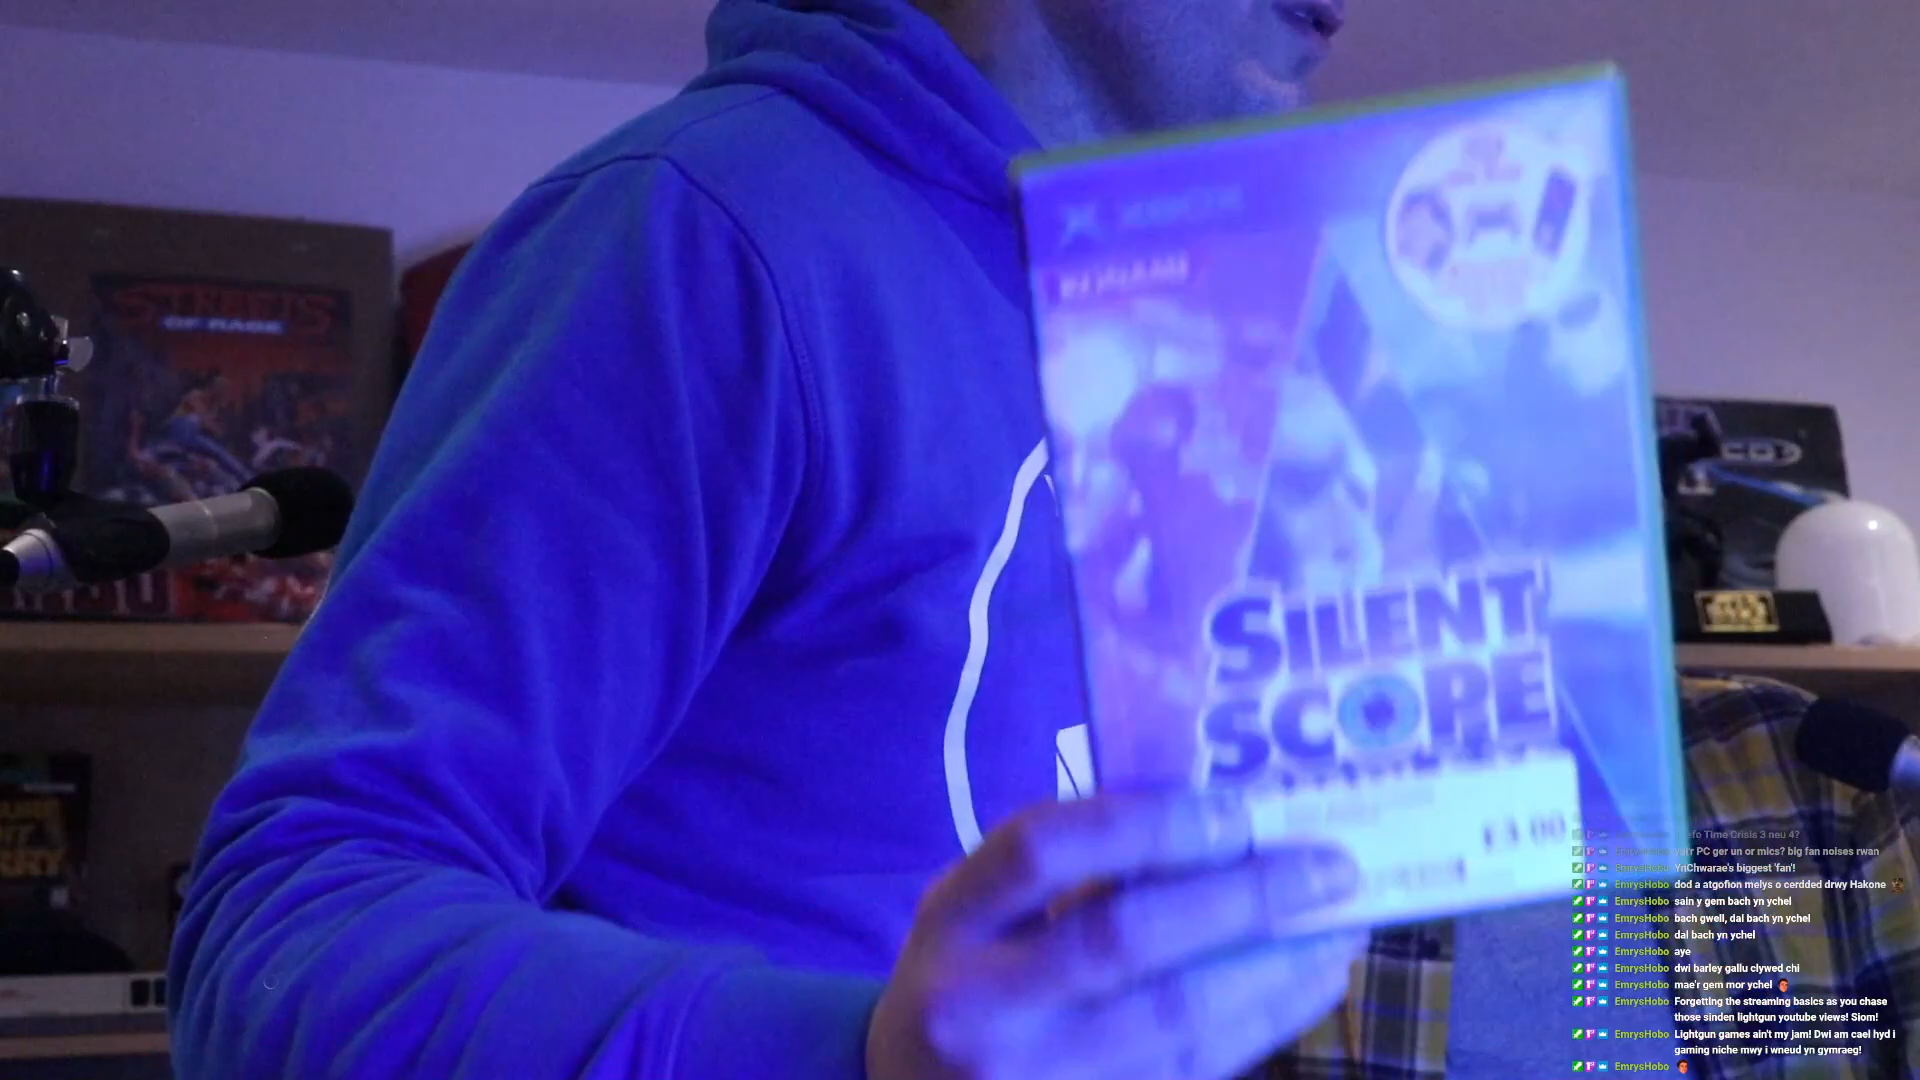 STREETS
OF RAGE
XBOX
KONAMI
SILENT
SCOPE
£3.00
Time Crisis 3 neu 4?
PC ger un or mics? big fan noises rwan
EmrysHobo YnChwarae's biggest 'fan'!
EmrysHobo dod a atgofion melys o cerdded drwy Hakone
EmrysHobo sain y gem bach yn ychel
EmrysHobo bach gwell, dal bach yn ychel
EmrysHobo dal bach yn ychel
EmrysHobo aye
EmrysHobo dwi barley gallu clywed chi
EmrysHobo mae'r gem mor ychel
EmrysHobo Forgetting the streaming basics as you chase
those sinden lightgun youtube views! Siom!
EmrysHobo Lightgun games ain't my jam! Dwi am cael hyd i
gaming niche mwy i wneud yn gymraeg!
EmrysHobo